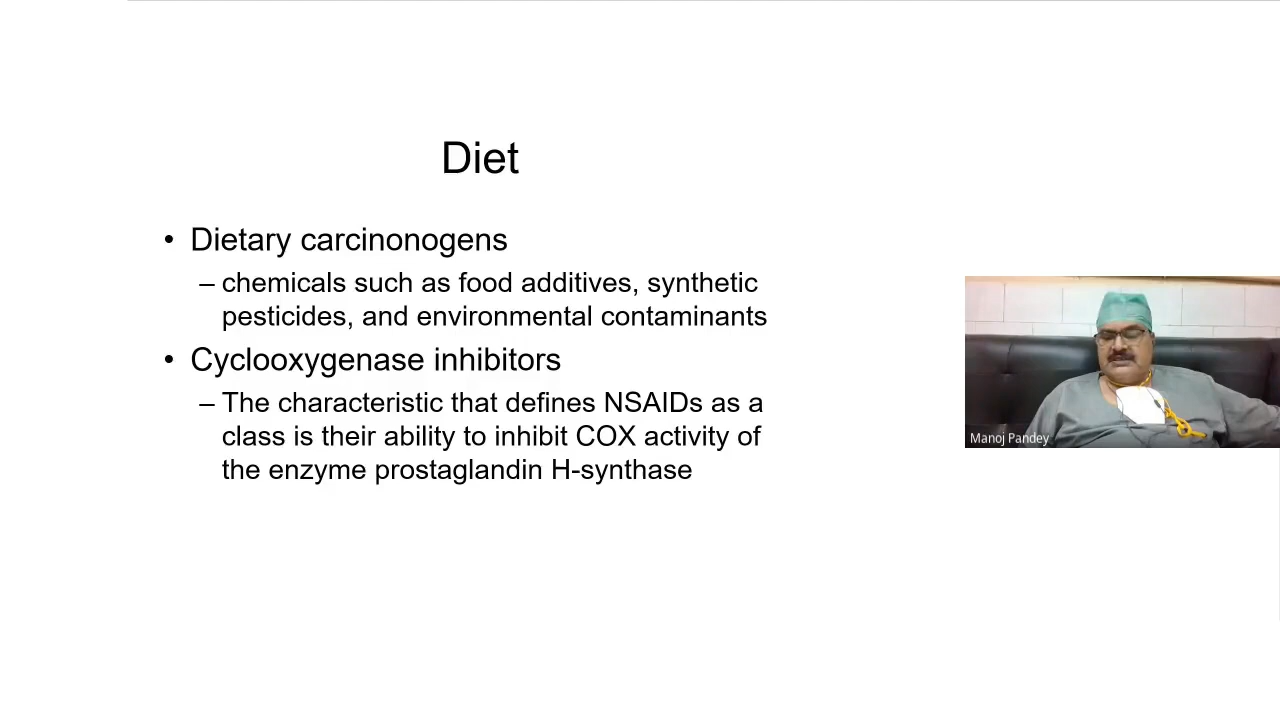 Diet
• Dietary carcinonogens
– chemicals such as food additives, synthetic
pesticides, and environmental contaminants
• Cyclooxygenase inhibitors
– The characteristic that defines NSAIDs as a
class is their ability to inhibit COX activity of
the enzyme prostaglandin H-synthase
Manoj Pandey